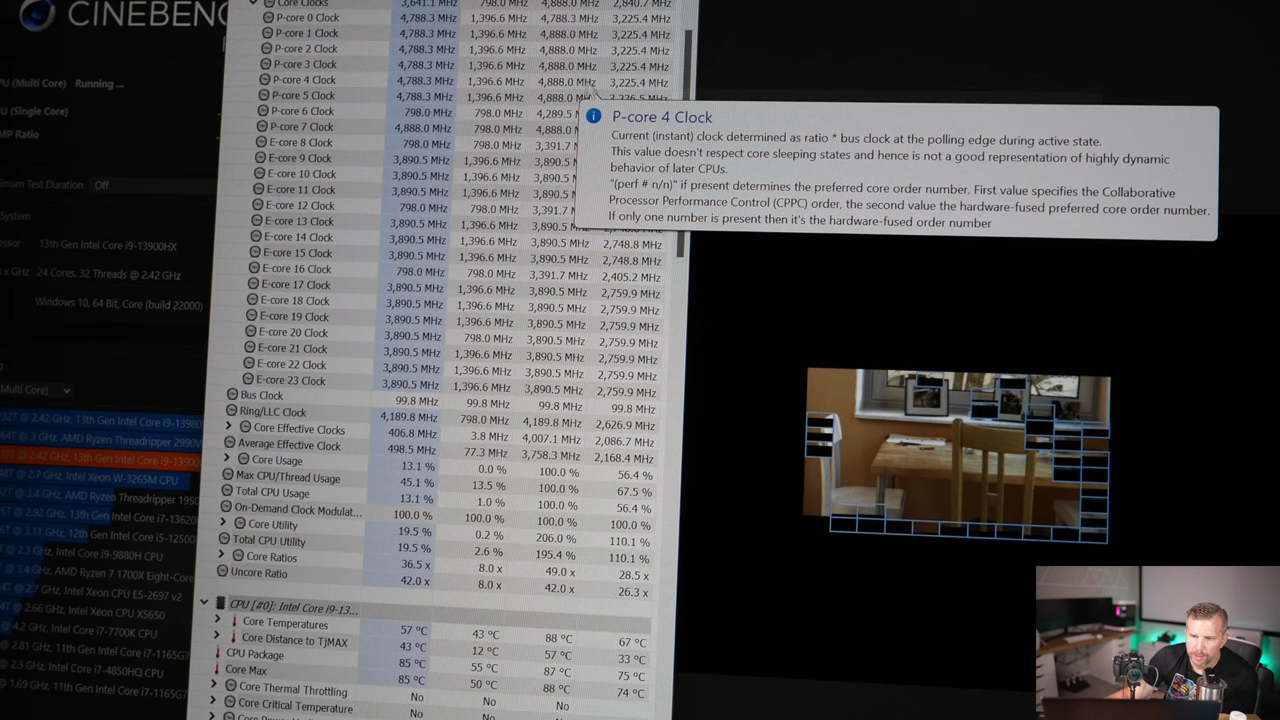 CINEBENC
(Multi Core) Running ...
(Single Core)
MP Ratio
mum Test Duration Off
System
essor 13th Gen Intel Core i9-13900HX
s x GHz 24 Cores, 32 Threads @ 2.42 GHz
Windows 10, 64 Bit, Core (build 22000)
Multi Core)
32T @ 2.42 GHz, 13th Gen Intel Core i9-1398
64T @ 3 GHz, AMD Ryzen Threadripper 2990
2.42 GHz, 13th Gen Intel Core i9-1390
48T @ 2.7 GHz, Intel Xeon W-3265M CPU
32T @ 3.4 GHz, AMD Ryzen Threadripper 195
@ 2.92 GHz, 13th Gen Intel Core i7-1362
@ 3.11 GHz, 12th Gen Intel Core i5-1250
@ 2.3 GHz, Intel Core i9-9880H CPU
@ 3.4 GHz, AMD Ryzen 7 1700X Eight-Core
@ 2.7 GHz, Intel Xeon CPU E5-2697 v2
@ 2.66 GHz, Intel Xeon CPU X5650
@ 4.2 GHz, Intel Core i7-7700K CPU
@ 2.81 GHz, 11th Gen Intel Core i7-1165G
@ 2.3 GHz, Intel Core i7-4850HQ CPU
@ 1.69 GHz, 11th Gen Intel Core i7-1165G7
Core Clocks 3,641.1 MHz 798.0 MHz 4,888.0 MHz 2,840.7 MHz
P-core 0 Clock 4,788.3 MHz 1,396.6 MHz 4,788.3 MHz 3,225.4 MHz
P-core 1 Clock 4,788.3 MHz 1,396.6 MHz 4,888.0 MHz 3,225.4 MHz
P-core 2 Clock 4,788.3 MHz 1,396.6 MHz 4,888.0 MHz 3,225.4 MHz
P-core 3 Clock 4,788.3 MHz 1,396.6 MHz 4,888.0 MHz 3,225.4 MHz
P-core 4 Clock 4,788.3 MHz 1,396.6 MHz 4,888.0 MHz 3,225.4 MHz
P-core 5 Clock 4,788.3 MHz 1,396.6 MHz 4,888.0 MHz
P-core 6 Clock 798.0 MHz 798.0 MHz 4,289.5
P-core 7 Clock 4,888.0 MHz 798.0 MHz 4,888.0
E-core 8 Clock 798.0 MHz 798.0 MHz 3,391.7
E-core 9 Clock 3,890.5 MHz 1,396.6 MHz 3,890.5
E-core 10 Clock 3,890.5 MHz 1,396.6 MHz 3,890.5
E-core 11 Clock 3,890.5 MHz 1,396.6 MHz 3,890.5
E-core 12 Clock 798.0 MHz 798.0 MHz 3,391.7
E-core 13 Clock 3,890.5 MHz 1,396.6 MHz 3,890.5 MHz
E-core 14 Clock 3,890.5 MHz 1,396.6 MHz 3,890.5 MHz 2,748.8 MHz
E-core 15 Clock 3,890.5 MHz 1,396.6 MHz 3,890.5 MHz 2,748.8 MHz
E-core 16 Clock 798.0 MHz 798.0 MHz 3,391.7 MHz 2,405.2 MHz
E-core 17 Clock 3,890.5 MHz 1,396.6 MHz 3,890.5 MHz 2,759.9 MHz
E-core 18 Clock 3,890.5 MHz 1,396.6 MHz 3,890.5 MHz 2,759.9 MHz
E-core 19 Clock 3,890.5 MHz 1,396.6 MHz 3,890.5 MHz 2,759.9 MHz
E-core 20 Clock 3,890.5 MHz 798.0 MHz 3,890.5 MHz 2,759.9 MHz
E-core 21 Clock 3,890.5 MHz 1,396.6 MHz 3,890.5 MHz 2,759.9 MHz
E-core 22 Clock 3,890.5 MHz 1,396.6 MHz 3,890.5 MHz 2,759.9 MHz
E-core 23 Clock 3,890.5 MHz 1,396.6 MHz 3,890.5 MHz 2,759.9 MHz
Bus Clock 99.8 MHz 99.8 MHz 99.8 MHz 99.8 MHz
Ring/LLC Clock 4,189.8 MHz 798.0 MHz 4,189.8 MHz 2,626.9 MHz
Core Effective Clocks 406.8 MHz 3.8 MHz 4,007.1 MHz 2,086.7 MHz
Average Effective Clock 498.5 MHz 77.3 MHz 3,758.3 MHz 2,168.4 MHz
Core Usage 13.1 % 0.0 % 100.0 % 56.4 %
Max CPU/Thread Usage 45.1 % 13.5 % 100.0 % 67.5 %
Total CPU Usage 13.1 % 1.0 % 100.0 % 56.4 %
On-Demand Clock Modulat... 100.0 % 100.0 % 100.0 % 100.0 %
Core Utility 19.5 % 0.2 % 206.0 % 110.1 %
Total CPU Utility 19.5 % 2.6 % 195.4 % 110.1 %
Core Ratios 36.5 x 8.0 x 49.0 x 28.5 x
Uncore Ratio 42.0 x 8.0 x 42.0 x 26.3 x
CPU [#0]: Intel Core i9-13...
Core Temperatures 57 °C 43 °C 88 °C 67 °C
Core Distance to TjMAX 43 °C 12 °C 57 °C 33 °C
CPU Package 85 °C 55 °C 87 °C 75 °C
Core Max 85 °C 50 °C 88 °C 74 °C
Core Thermal Throttling No No No
Core Critical Temperature No No No
P-core 4 Clock
Current (instant) clock determined as ratio * bus clock at the polling edge during active state.
This value doesn't respect core sleeping states and hence is not a good representation of highly dynamic
behavior of later CPUs.
"(perf # n/n)" if present determines the preferred core order number. First value specifies the Collaborative
Processor Performance Control (CPPC) order, the second value the hardware-fused preferred core order number.
If only one number is present then it's the hardware-fused order number